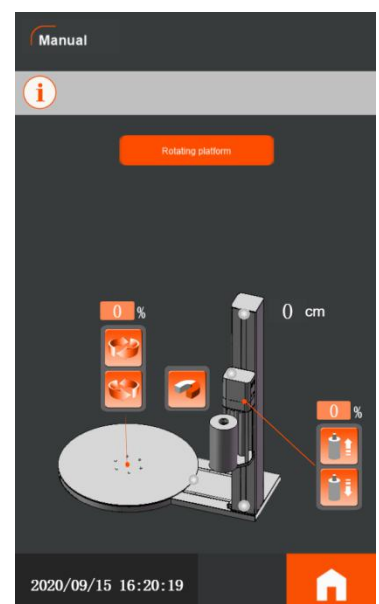 Manual
i
Rotating platform
0 %
0 cm
0 %
2020/09/15 16:20:19